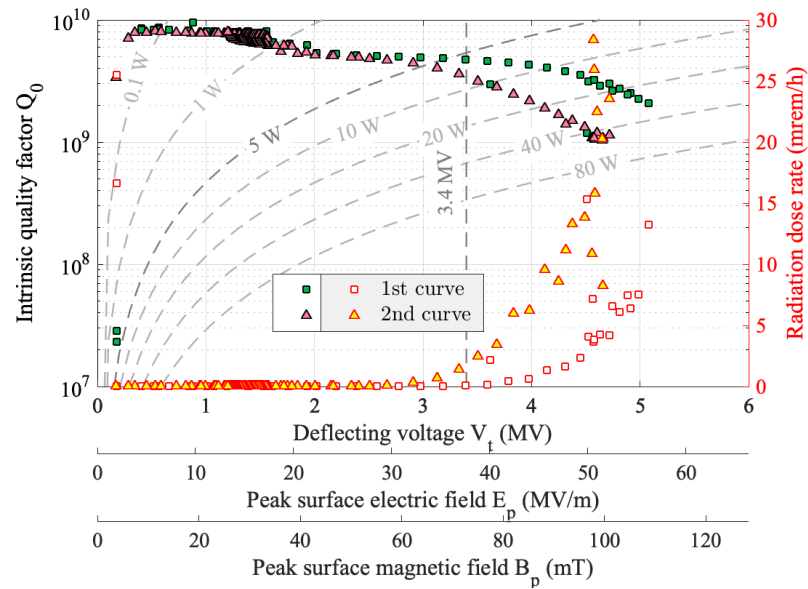 Intrinsic quality factor Q_0
10^10
10^9
10^8
10^7
0.1 W
1 W
5 W
10 W
20 W
40 W
80 W
3.4 MV
1st curve
2nd curve
30
25
20
15
10
5
0
Radiation dose rate (mrem/h)
0 1 2 3 4 5 6
Deflecting voltage V_t (MV)
0 10 20 30 40 50 60
Peak surface electric field E_p (MV/m)
0 20 40 60 80 100 120
Peak surface magnetic field B_p (mT)